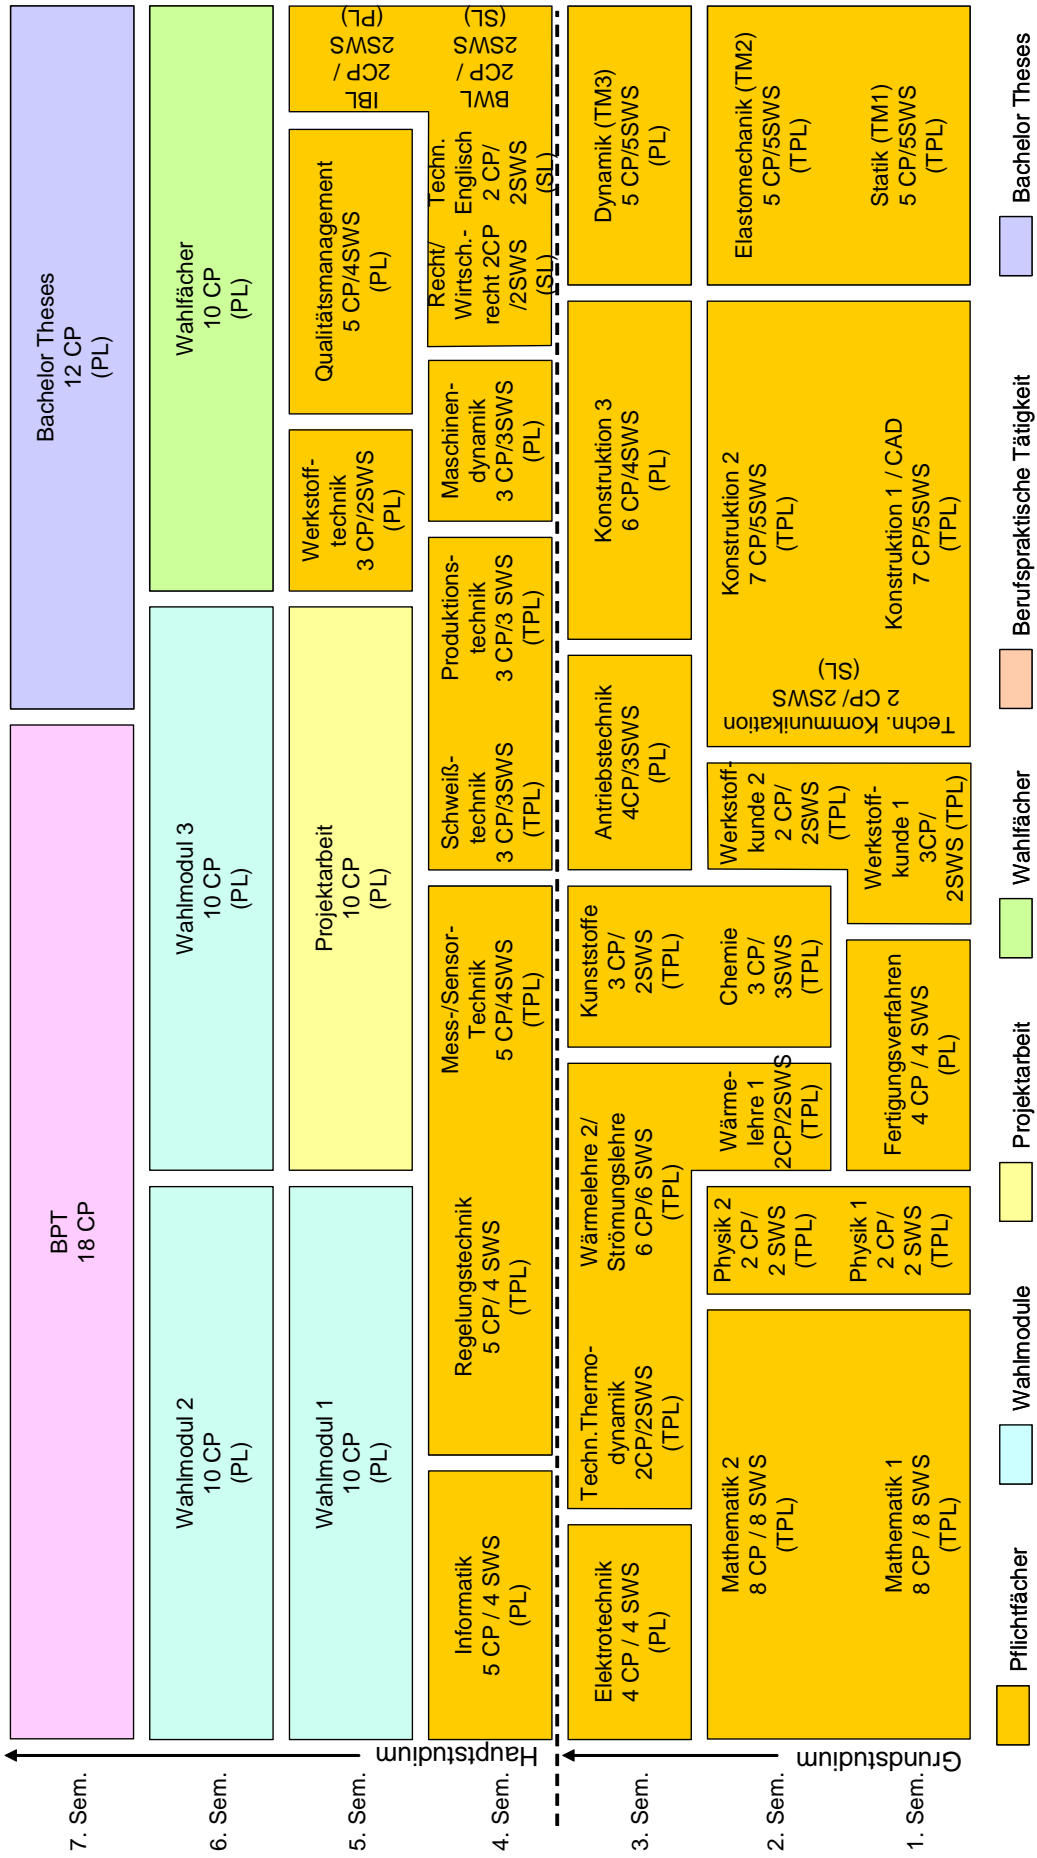 7. Sem.
BPT
18 CP
Bachelor Theses
12 CP
(PL)
6. Sem.
Wahlmodul 2
10 CP
(PL)
Wahlmodul 3
10 CP
(PL)
Wahlfächer
10 CP
(PL)
5. Sem.
Wahlmodul 1
10 CP
(PL)
Projektarbeit
10 CP
(PL)
Werkstoff-
technik
3 CP/2SWS
(PL)
Qualitätsmanagement
5 CP/4SWS
(PL)
IBL
2CP /
2SWS
(PL)
Hauptstudium
4. Sem.
Informatik
5 CP / 4 SWS
(PL)
Regelungstechnik
5 CP/ 4 SWS
(TPL)
Mess-/Sensor-
Technik
5 CP/4SWS
(TPL)
Schweiß-
technik
3 CP/3SWS
(TPL)
Produktions-
technik
3 CP/3 SWS
(TPL)
Maschinen-
dynamik
3 CP/3SWS
(PL)
Recht/
Wirtsch.-
recht 2CP
/2SWS
(SL)
Techn.
Englisch
2 CP/
2SWS
(SL)
BWL
2CP /
2SWS
(SL)
3. Sem.
Elektrotechnik
4 CP / 4 SWS
(PL)
Techn.Thermo-
dynamik
2CP/2SWS
(TPL)
Wärmelehre 2/
Strömungslehre
6 CP/6 SWS
(TPL)
Kunststoffe
3 CP/
2SWS
(TPL)
Antriebstechnik
4CP/3SWS
(PL)
Konstruktion 3
6 CP/4SWS
(PL)
Dynamik (TM3)
5 CP/5SWS
(PL)
Grundstudium
2. Sem.
Mathematik 2
8 CP / 8 SWS
(TPL)
Physik 2
2 CP/
2 SWS
(TPL)
Wärme-
lehre 1
2CP/2SWS
(TPL)
Chemie
3 CP/
3SWS
(TPL)
Werkstoff-
kunde 2
2 CP/
2SWS
(TPL)
Techn. Kommunikation
2 CP/ 2SWS
(SL)
Konstruktion 2
7 CP/5SWS
(TPL)
Elastomechanik (TM2)
5 CP/5SWS
(TPL)
1. Sem.
Mathematik 1
8 CP / 8 SWS
(TPL)
Physik 1
2 CP/
2 SWS
(TPL)
Fertigungsverfahren
4 CP / 4 SWS
(PL)
Werkstoff-
kunde 1
3CP/
2SWS (TPL)
Konstruktion 1 / CAD
7 CP/5SWS
(TPL)
Statik (TM1)
5 CP/5SWS
(TPL)
Pflichtfächer
Wahlmodule
Projektarbeit
Wahlfächer
Berufspraktische Tätigkeit
Bachelor Theses